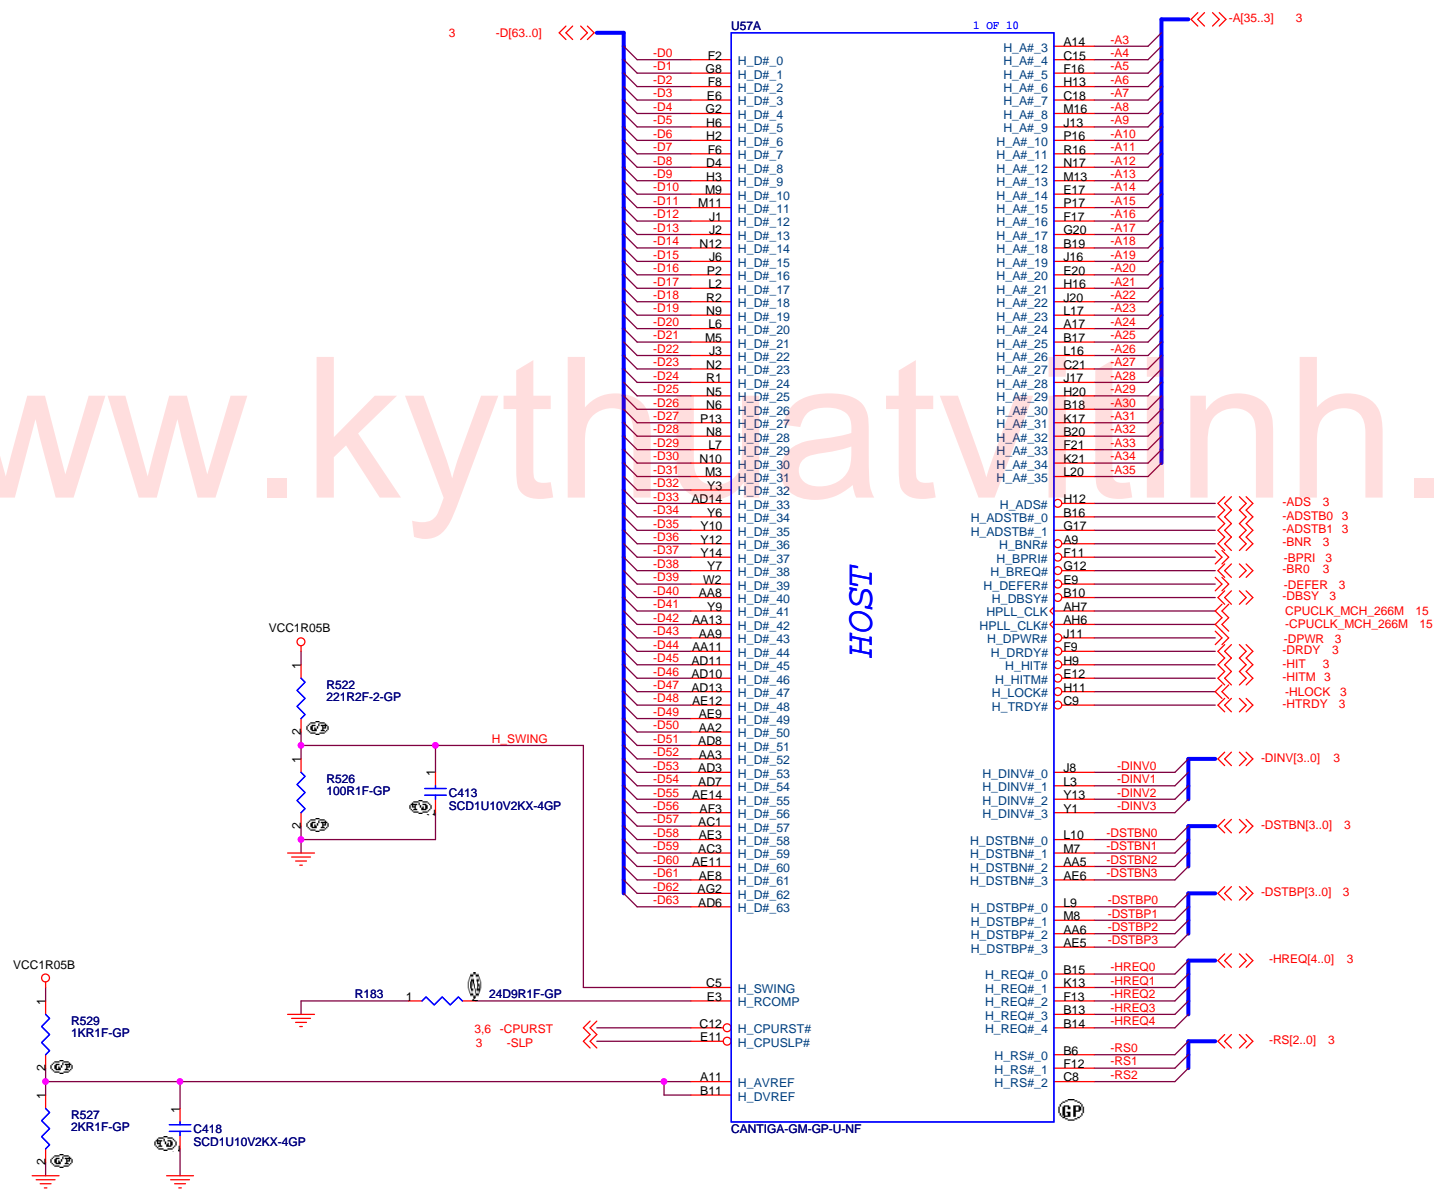 U57A
1 OF 10
3 -D[63..0]
-A[35..3] 3
-D0 F2 H_D#_0
-D1 G8 H_D#_1
-D2 F8 H_D#_2
-D3 E6 H_D#_3
-D4 G2 H_D#_4
-D5 H6 H_D#_5
-D6 H2 H_D#_6
-D7 F6 H_D#_7
-D8 D4 H_D#_8
-D9 H3 H_D#_9
-D10 M9 H_D#_10
-D11 M11 H_D#_11
-D12 J1 H_D#_12
-D13 J2 H_D#_13
-D14 N12 H_D#_14
-D15 J6 H_D#_15
-D16 P2 H_D#_16
-D17 L2 H_D#_17
-D18 R2 H_D#_18
-D19 N9 H_D#_19
-D20 L6 H_D#_20
-D21 M5 H_D#_21
-D22 J3 H_D#_22
-D23 N2 H_D#_23
-D24 R1 H_D#_24
-D25 N5 H_D#_25
-D26 N6 H_D#_26
-D27 P13 H_D#_27
-D28 N8 H_D#_28
-D29 L7 H_D#_29
-D30 N10 H_D#_30
-D31 M3 H_D#_31
-D32 Y3 H_D#_32
-D33 AD14 H_D#_33
-D34 Y6 H_D#_34
-D35 Y10 H_D#_35
-D36 Y12 H_D#_36
-D37 Y14 H_D#_37
-D38 Y7 H_D#_38
-D39 W2 H_D#_39
-D40 AA8 H_D#_40
-D41 Y9 H_D#_41
-D42 AA13 H_D#_42
-D43 AA9 H_D#_43
-D44 AA11 H_D#_44
-D45 AD11 H_D#_45
-D46 AD10 H_D#_46
-D47 AD13 H_D#_47
-D48 AE12 H_D#_48
-D49 AE9 H_D#_49
-D50 AA2 H_D#_50
-D51 AD8 H_D#_51
-D52 AA3 H_D#_52
-D53 AD3 H_D#_53
-D54 AD7 H_D#_54
-D55 AE14 H_D#_55
-D56 AF3 H_D#_56
-D57 AC1 H_D#_57
-D58 AE3 H_D#_58
-D59 AC3 H_D#_59
-D60 AE11 H_D#_60
-D61 AE8 H_D#_61
-D62 AG2 H_D#_62
-D63 AD6 H_D#_63
H_A#_3 A14 -A3
H_A#_4 C15 -A4
H_A#_5 F16 -A5
H_A#_6 H13 -A6
H_A#_7 C18 -A7
H_A#_8 M16 -A8
H_A#_9 J13 -A9
H_A#_10 P16 -A10
H_A#_11 R16 -A11
H_A#_12 N17 -A12
H_A#_13 M13 -A13
H_A#_14 E17 -A14
H_A#_15 P17 -A15
H_A#_16 F17 -A16
H_A#_17 G20 -A17
H_A#_18 B19 -A18
H_A#_19 J16 -A19
H_A#_20 E20 -A20
H_A#_21 H16 -A21
H_A#_22 J20 -A22
H_A#_23 L17 -A23
H_A#_24 A17 -A24
H_A#_25 B17 -A25
H_A#_26 L16 -A26
H_A#_27 C21 -A27
H_A#_28 J17 -A28
H_A#_29 H20 -A29
H_A#_30 B18 -A30
H_A#_31 K17 -A31
H_A#_32 B20 -A32
H_A#_33 F21 -A33
H_A#_34 K21 -A34
H_A#_35 L20 -A35
H_ADS# H12 -ADS 3
H_ADSTB#_0 B16 -ADSTB0 3
H_ADSTB#_1 G17 -ADSTB1 3
H_BNR# A9 -BNR 3
H_BPRI# F11 -BPRI 3
H_BREQ# G12 -BR0 3
H_DEFER# E9 -DEFER 3
H_DBSY# B10 -DBSY 3
HPLL_CLK AH7 CPUCLK_MCH_266M 15
HPLL_CLK# AH6 -CPUCLK_MCH_266M 15
H_DPWR# J11 -DPWR 3
H_DRDY# F9 -DRDY 3
H_HIT# H9 -HIT 3
H_HITM# E12 -HITM 3
H_LOCK# H11 -HLOCK 3
H_TRDY# C9 -HTRDY 3
HOST
-DINV[3..0] 3
H_DINV#_0 J8 -DINV0
H_DINV#_1 L3 -DINV1
H_DINV#_2 Y13 -DINV2
H_DINV#_3 Y1 -DINV3
-DSTBN[3..0] 3
H_DSTBN#_0 L10 -DSTBN0
H_DSTBN#_1 M7 -DSTBN1
H_DSTBN#_2 AA5 -DSTBN2
H_DSTBN#_3 AE6 -DSTBN3
-DSTBP[3..0] 3
H_DSTBP#_0 L9 -DSTBP0
H_DSTBP#_1 M8 -DSTBP1
H_DSTBP#_2 AA6 -DSTBP2
H_DSTBP#_3 AE5 -DSTBP3
-HREQ[4..0] 3
H_REQ#_0 B15 -HREQ0
H_REQ#_1 K13 -HREQ1
H_REQ#_2 F13 -HREQ2
H_REQ#_3 B13 -HREQ3
H_REQ#_4 B14 -HREQ4
-RS[2..0] 3
H_RS#_0 B6 -RS0
H_RS#_1 F12 -RS1
H_RS#_2 C8 -RS2
VCC1R05B
1
R522
221R2F-2-GP
2 G/P
H_SWING
1
R526
100R1F-GP
2 G/P
1
C413
SCD1U10V2KX-4GP
2
C5 H_SWING
R183 1 2 24D9R1F-GP E3 H_RCOMP
3,6 -CPURST C12 H_CPURST#
3 -SLP E11 H_CPUSLP#
VCC1R05B
1
R529
1KR1F-GP
2 G/P
A11 H_AVREF
B11 H_DVREF
1
R527
2KR1F-GP
2 G/P
1
C418
SCD1U10V2KX-4GP
2
GP
CANTIGA-GM-GP-U-NF
ww.kythuatvitinh.